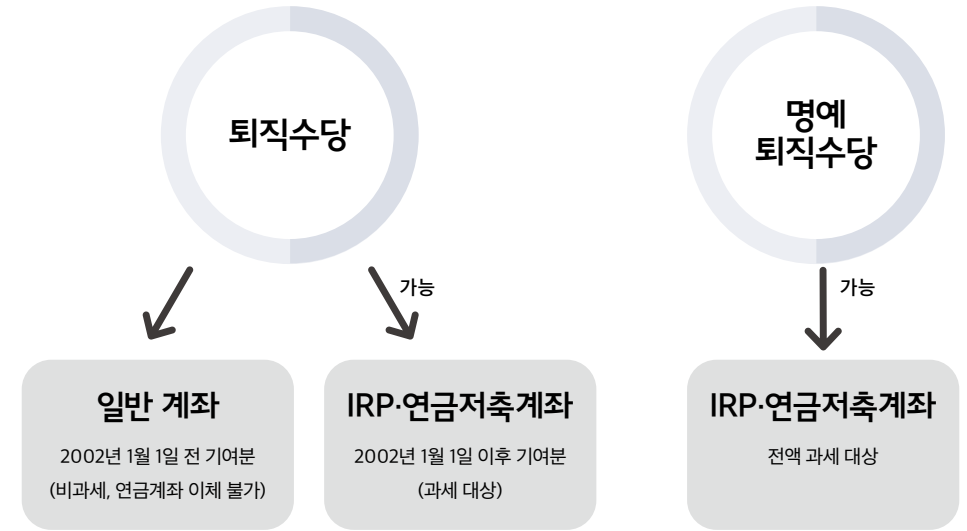 퇴직수당
명예
퇴직수당
가능
가능
일반 계좌
2002년 1월 1일 전 기여분
(비과세, 연금계좌 이체 불가)
IRP·연금저축계좌
2002년 1월 1일 이후 기여분
(과세 대상)
IRP·연금저축계좌
전액 과세 대상